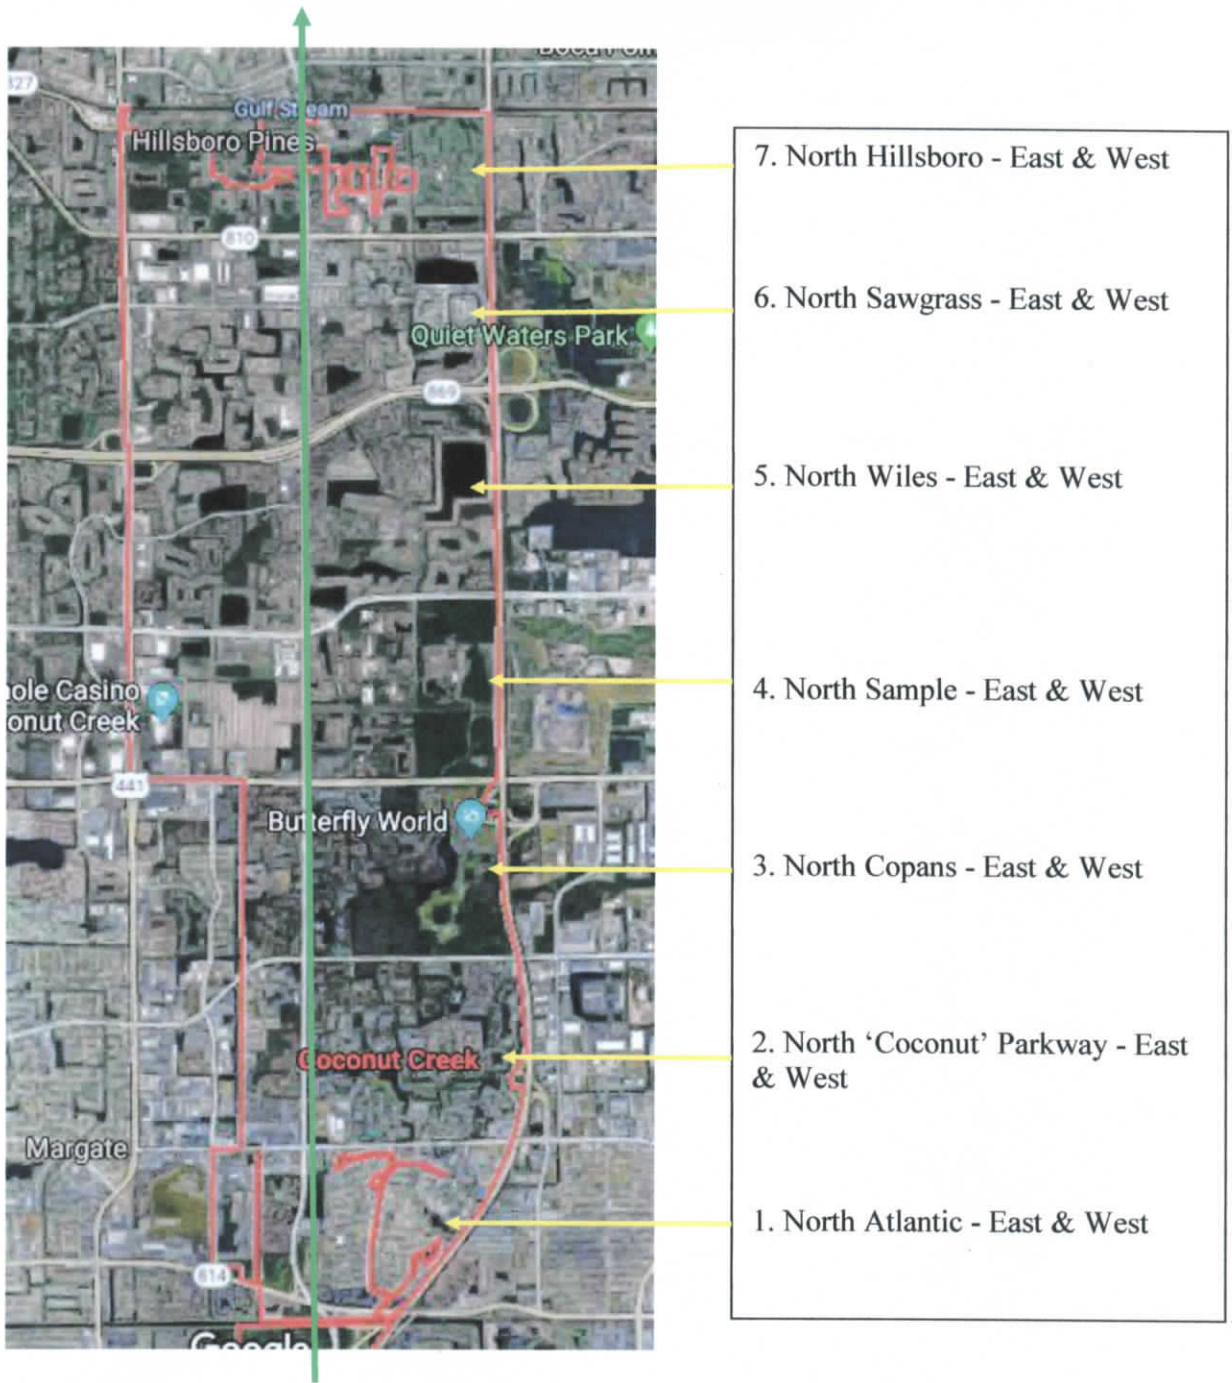 Gulf Stream
Hillsboro Pines
810
Quiet Waters Park
869
Casino
Creek
441
Butterfly World
Coconut Creek
Margate
814
Google
7. North Hillsboro - East & West
6. North Sawgrass - East & West
5. North Wiles - East & West
4. North Sample - East & West
3. North Copans - East & West
2. North ‘Coconut’ Parkway - East
& West
1. North Atlantic - East & West